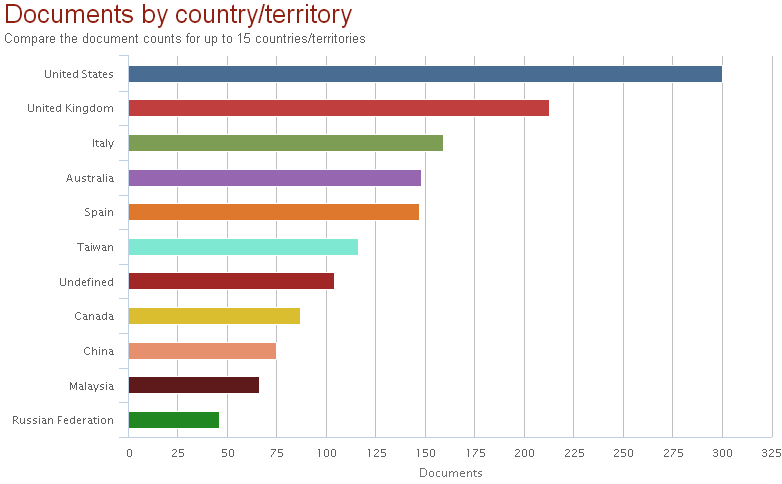 Documents by country/territory
Compare the document counts for up to 15 countries/territories
United States
United Kingdom
Italy
Australia
Spain
Taiwan
Undefined
Canada
China
Malaysia
Russian Federation
0 25 50 75 100 125 150 175 200 225 250 275 300 325
Documents